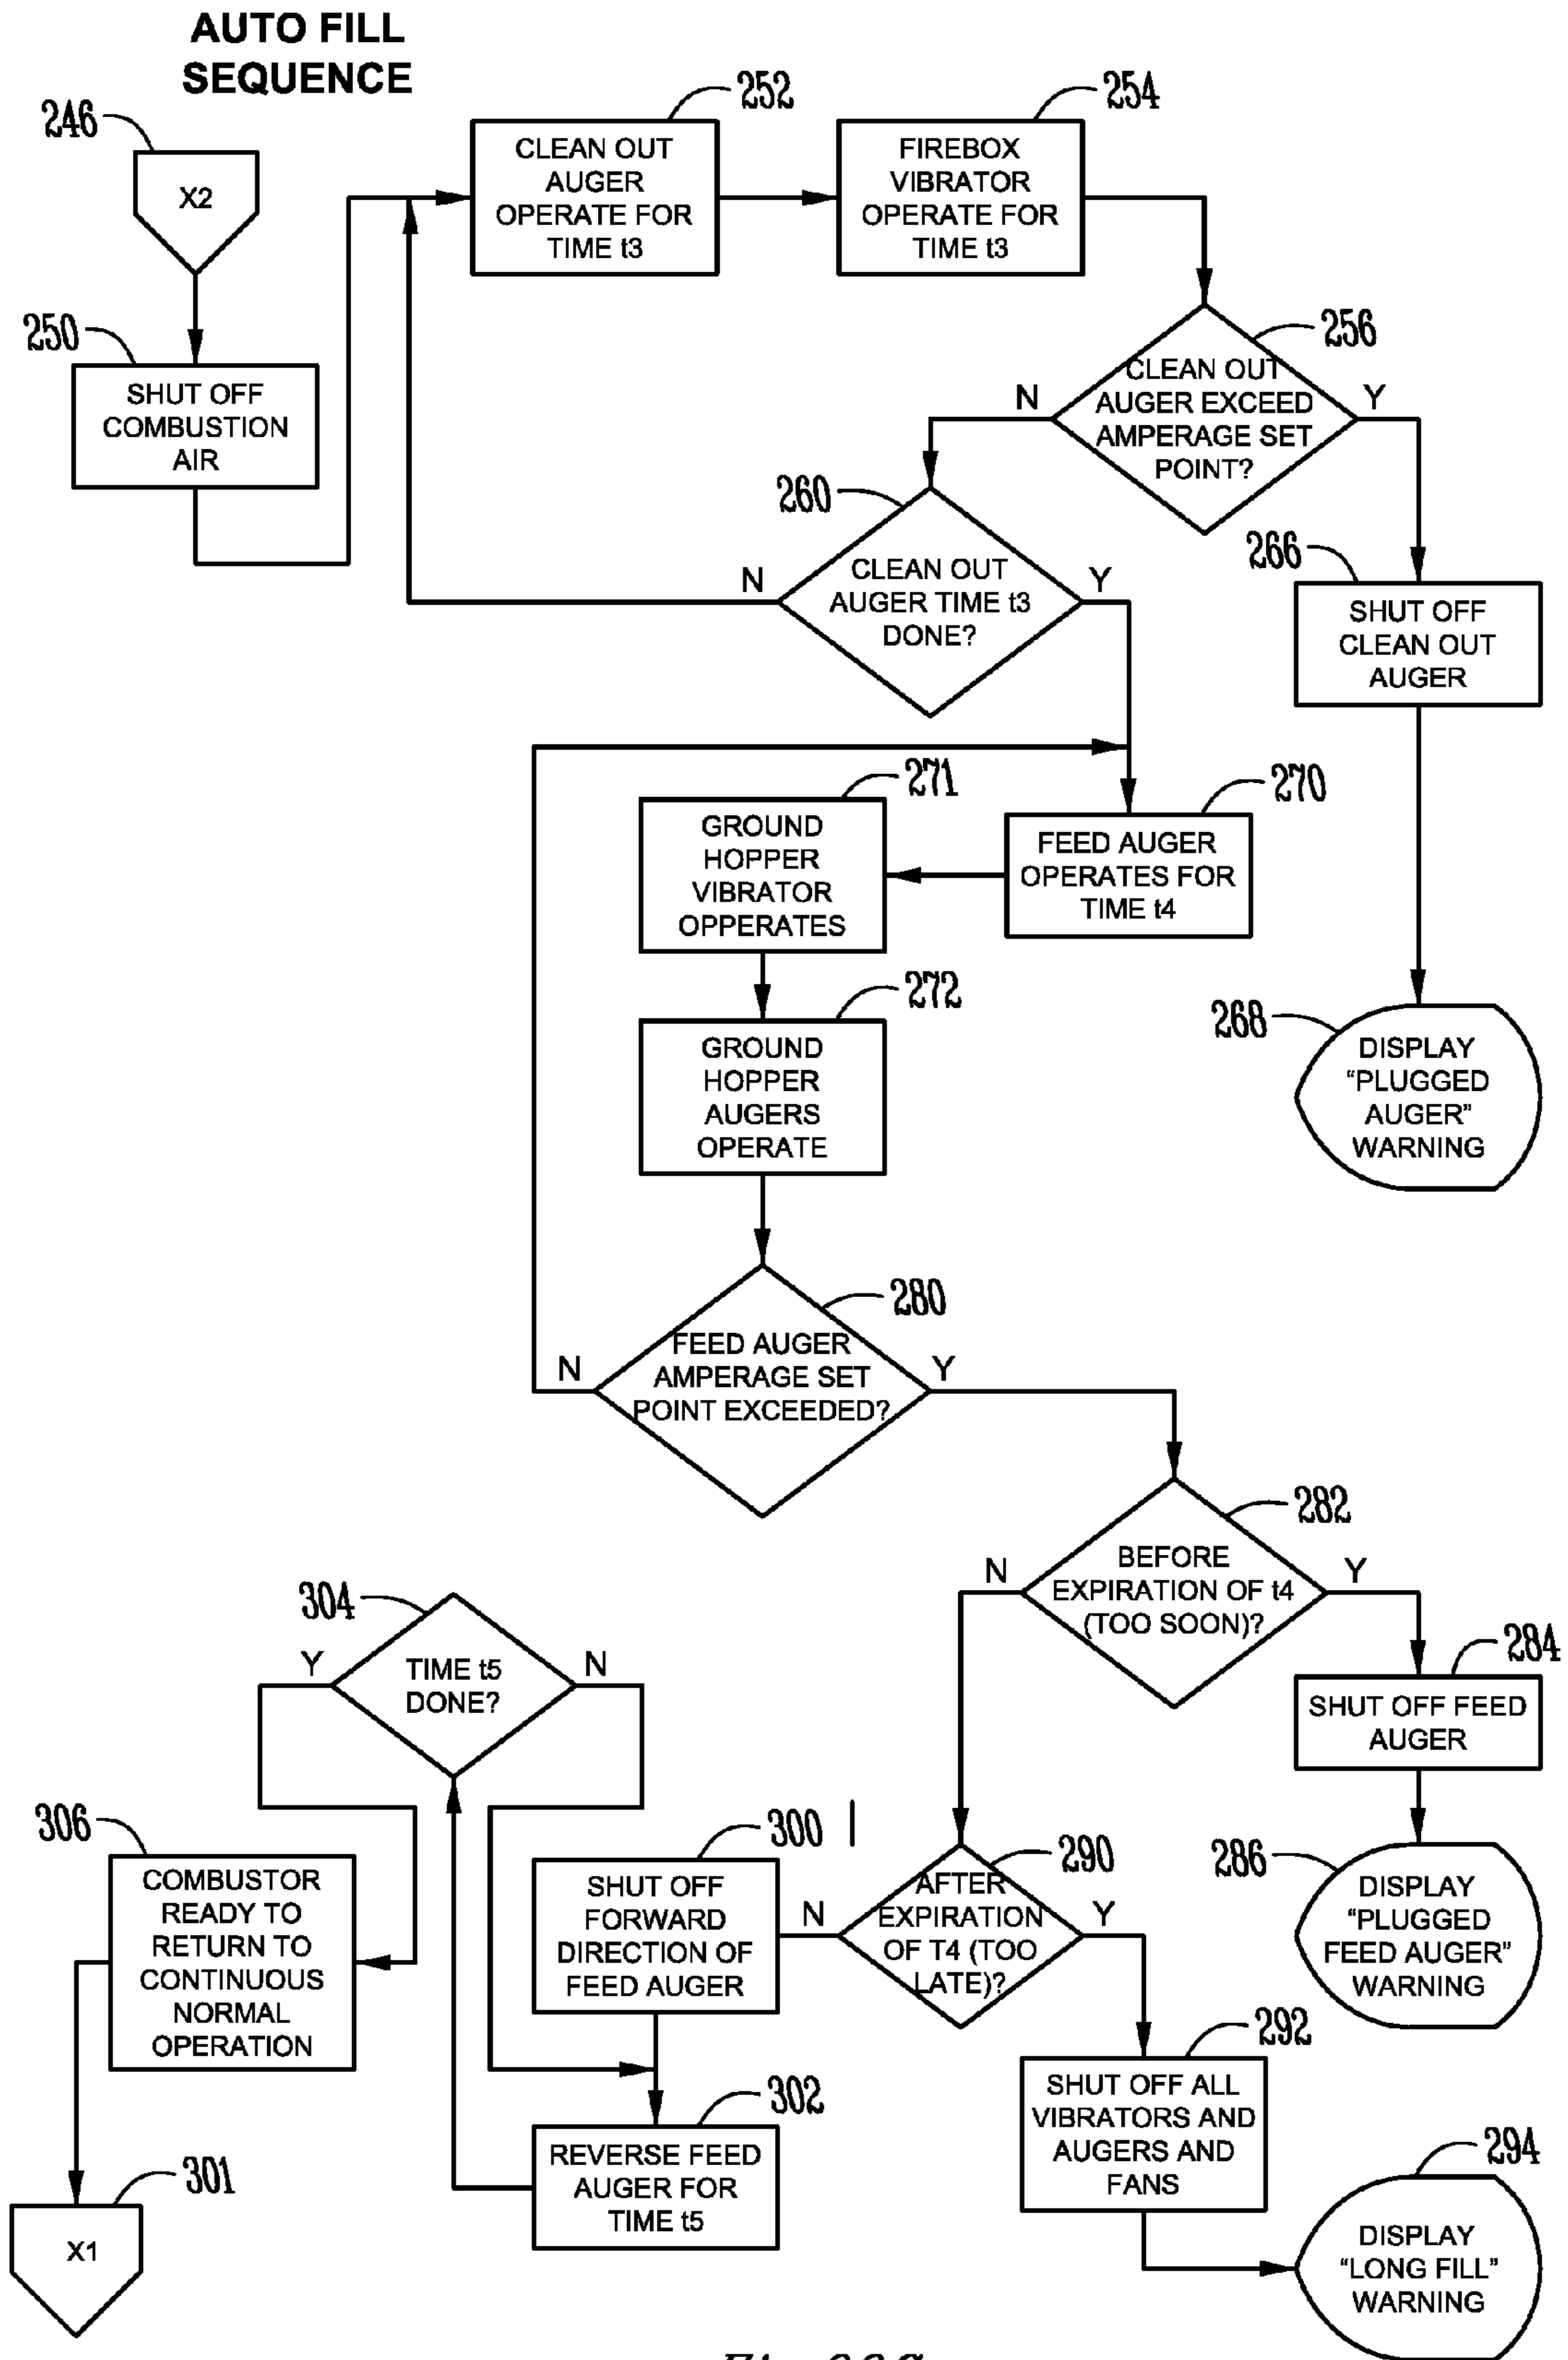 AUTO FILL
SEQUENCE
246
X2
250
SHUT OFF
COMBUSTION
AIR
252
CLEAN OUT
AUGER
OPERATE FOR
TIME t3
254
FIREBOX
VIBRATOR
OPERATE FOR
TIME t3
256
CLEAN OUT
AUGER EXCEED
AMPERAGE SET
POINT?
N
Y
260
CLEAN OUT
AUGER TIME t3
DONE?
N
Y
266
SHUT OFF
CLEAN OUT
AUGER
268
DISPLAY
“PLUGGED
AUGER”
WARNING
270
FEED AUGER
OPERATES FOR
TIME t4
271
GROUND
HOPPER
VIBRATOR
OPPERATES
272
GROUND
HOPPER
AUGERS
OPERATE
280
FEED AUGER
AMPERAGE SET
POINT EXCEEDED?
N
Y
282
BEFORE
EXPIRATION OF t4
(TOO SOON)?
N
Y
284
SHUT OFF FEED
AUGER
286
DISPLAY
“PLUGGED
FEED AUGER”
WARNING
290
AFTER
EXPIRATION
OF T4 (TOO
LATE)?
N
Y
292
SHUT OFF ALL
VIBRATORS AND
AUGERS AND
FANS
294
DISPLAY
“LONG FILL”
WARNING
300
SHUT OFF
FORWARD
DIRECTION OF
FEED AUGER
302
REVERSE FEED
AUGER FOR
TIME t5
304
TIME t5
DONE?
Y
N
306
COMBUSTOR
READY TO
RETURN TO
CONTINUOUS
NORMAL
OPERATION
301
X1